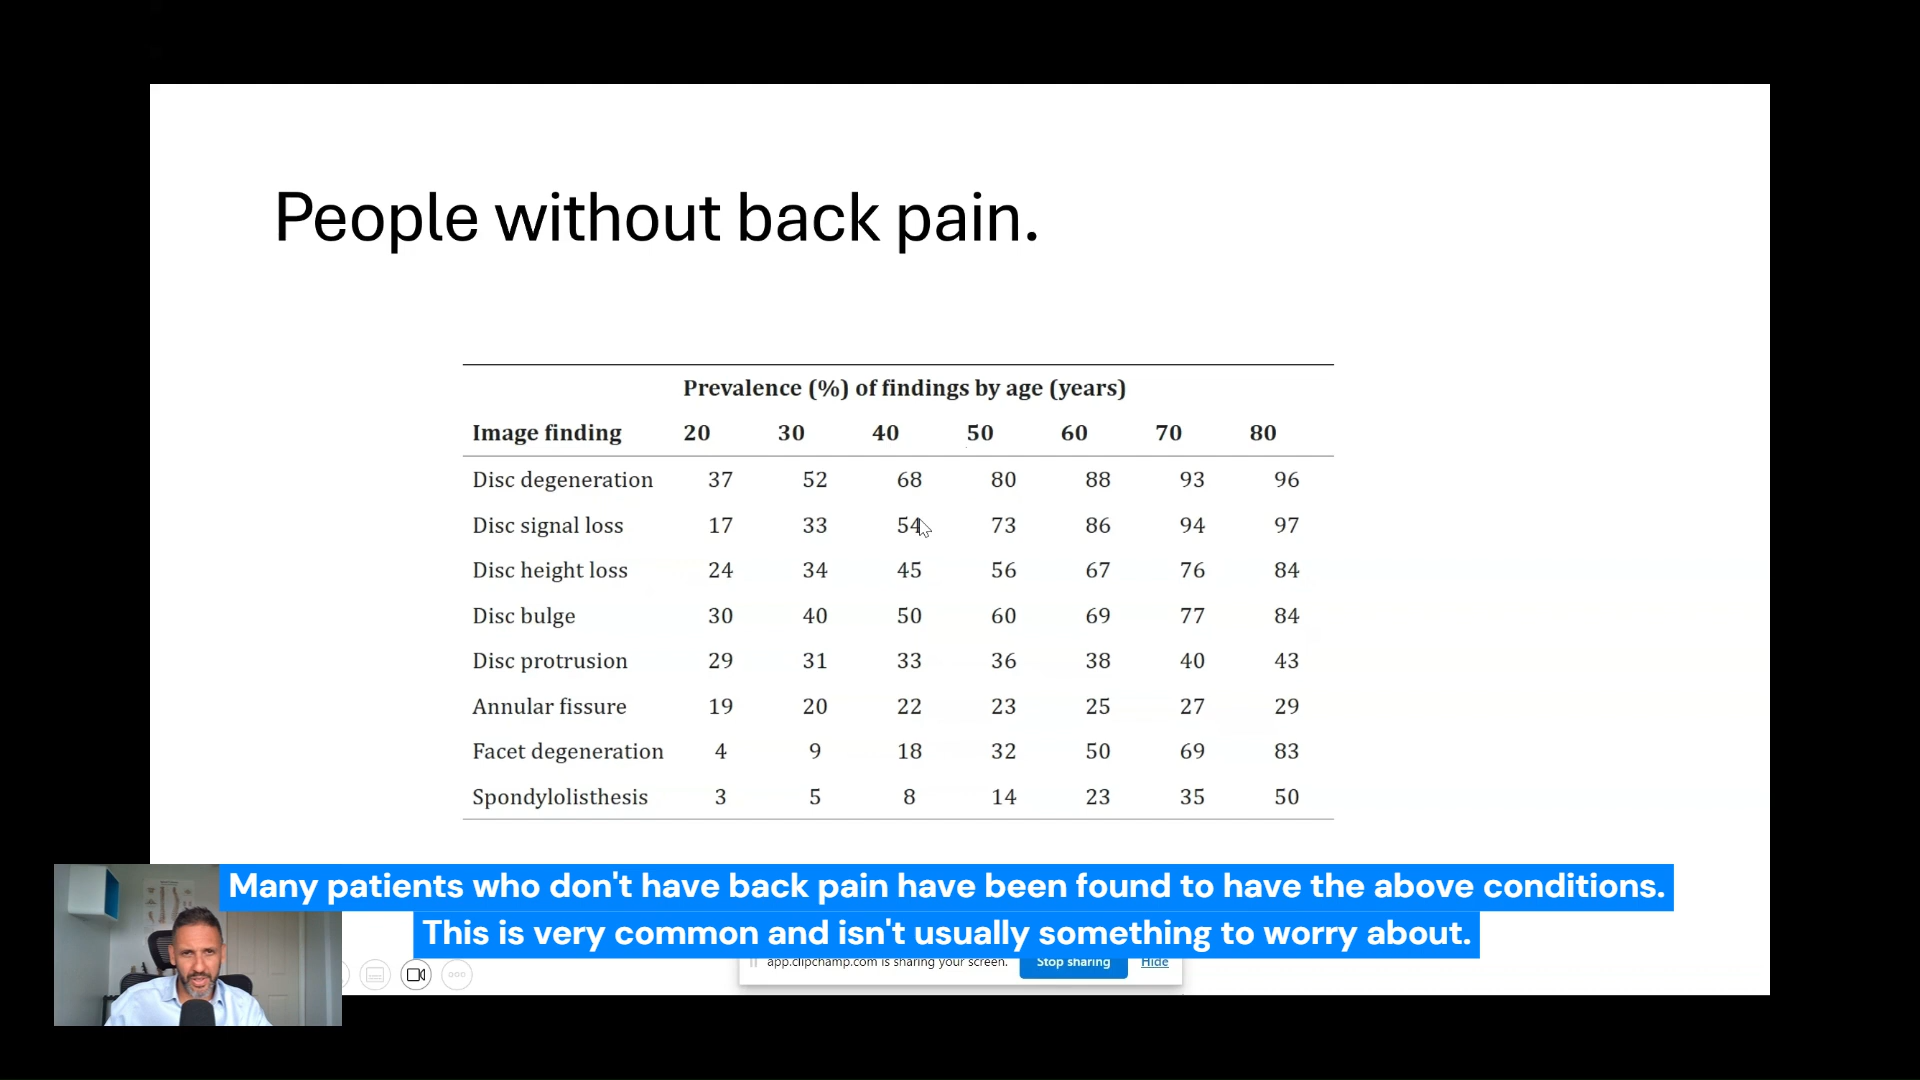 People without back pain.
Prevalence (%) of findings by age (years)
Image finding 20 30 40 50 60 70 80
Disc degeneration 37 52 68 80 88 93 96
Disc signal loss 17 33 54 73 86 94 97
Disc height loss 24 34 45 56 67 76 84
Disc bulge 30 40 50 60 69 77 84
Disc protrusion 29 31 33 36 38 40 43
Annular fissure 19 20 22 23 25 27 29
Facet degeneration 4 9 18 32 50 69 83
Spondylolisthesis 3 5 8 14 23 35 50
Many patients who don't have back pain have been found to have the above conditions.
This is very common and isn't usually something to worry about.
app.clipchamp.com is sharing your screen. Stop sharing Hide